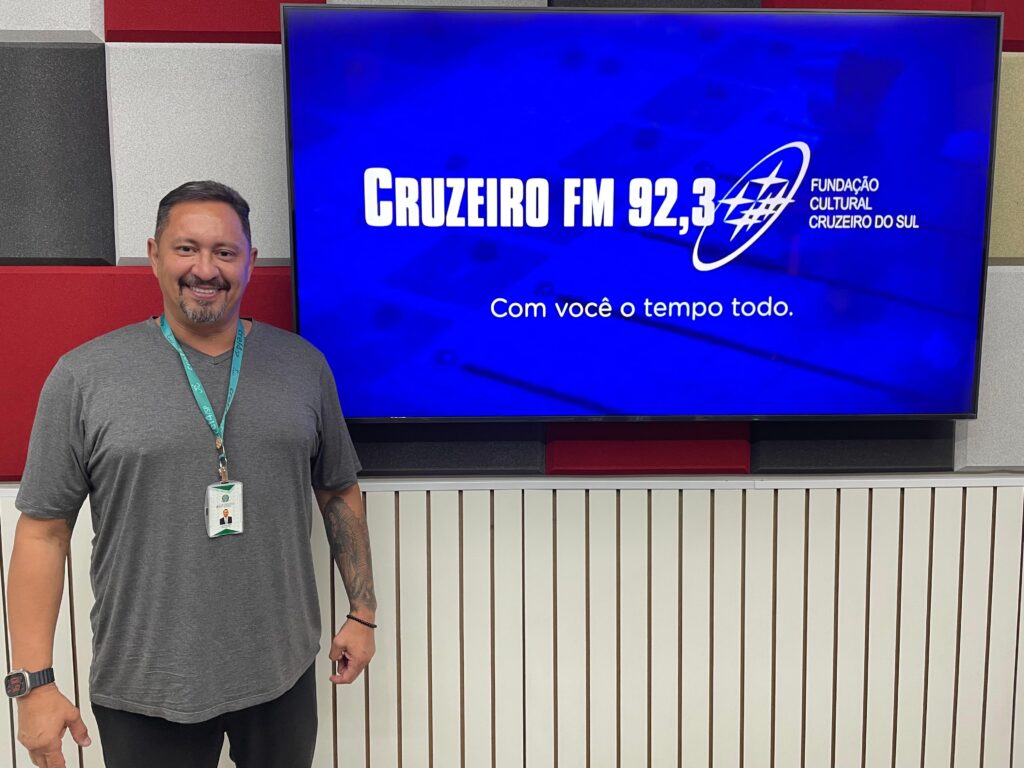 CRUZEIRO FM 92,3
FUNDAÇÃO
CULTURAL
CRUZEIRO DO SUL
Com você o tempo todo.